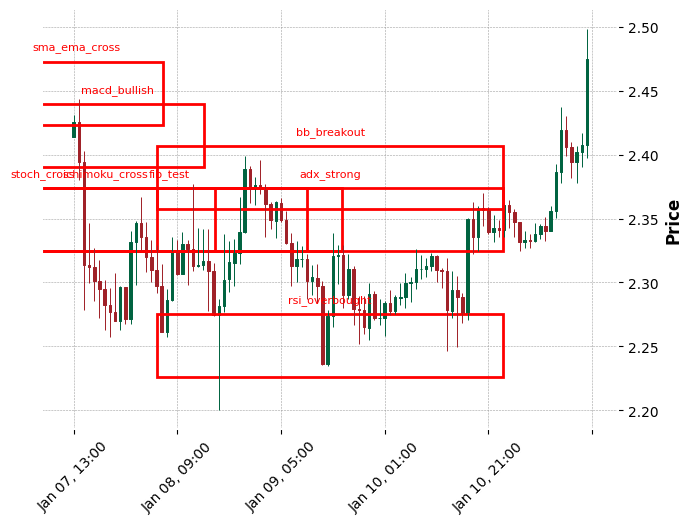 sma_ema_cross
macd_bullish
bb_breakout
stoch_cross
ichimoku_cross
fib_test
adx_strong
rsi_overbought
2.50
2.45
2.40
2.35
2.30
2.25
2.20
Price
Jan 07, 13:00
Jan 08, 09:00
Jan 09, 05:00
Jan 10, 01:00
Jan 10, 21:00